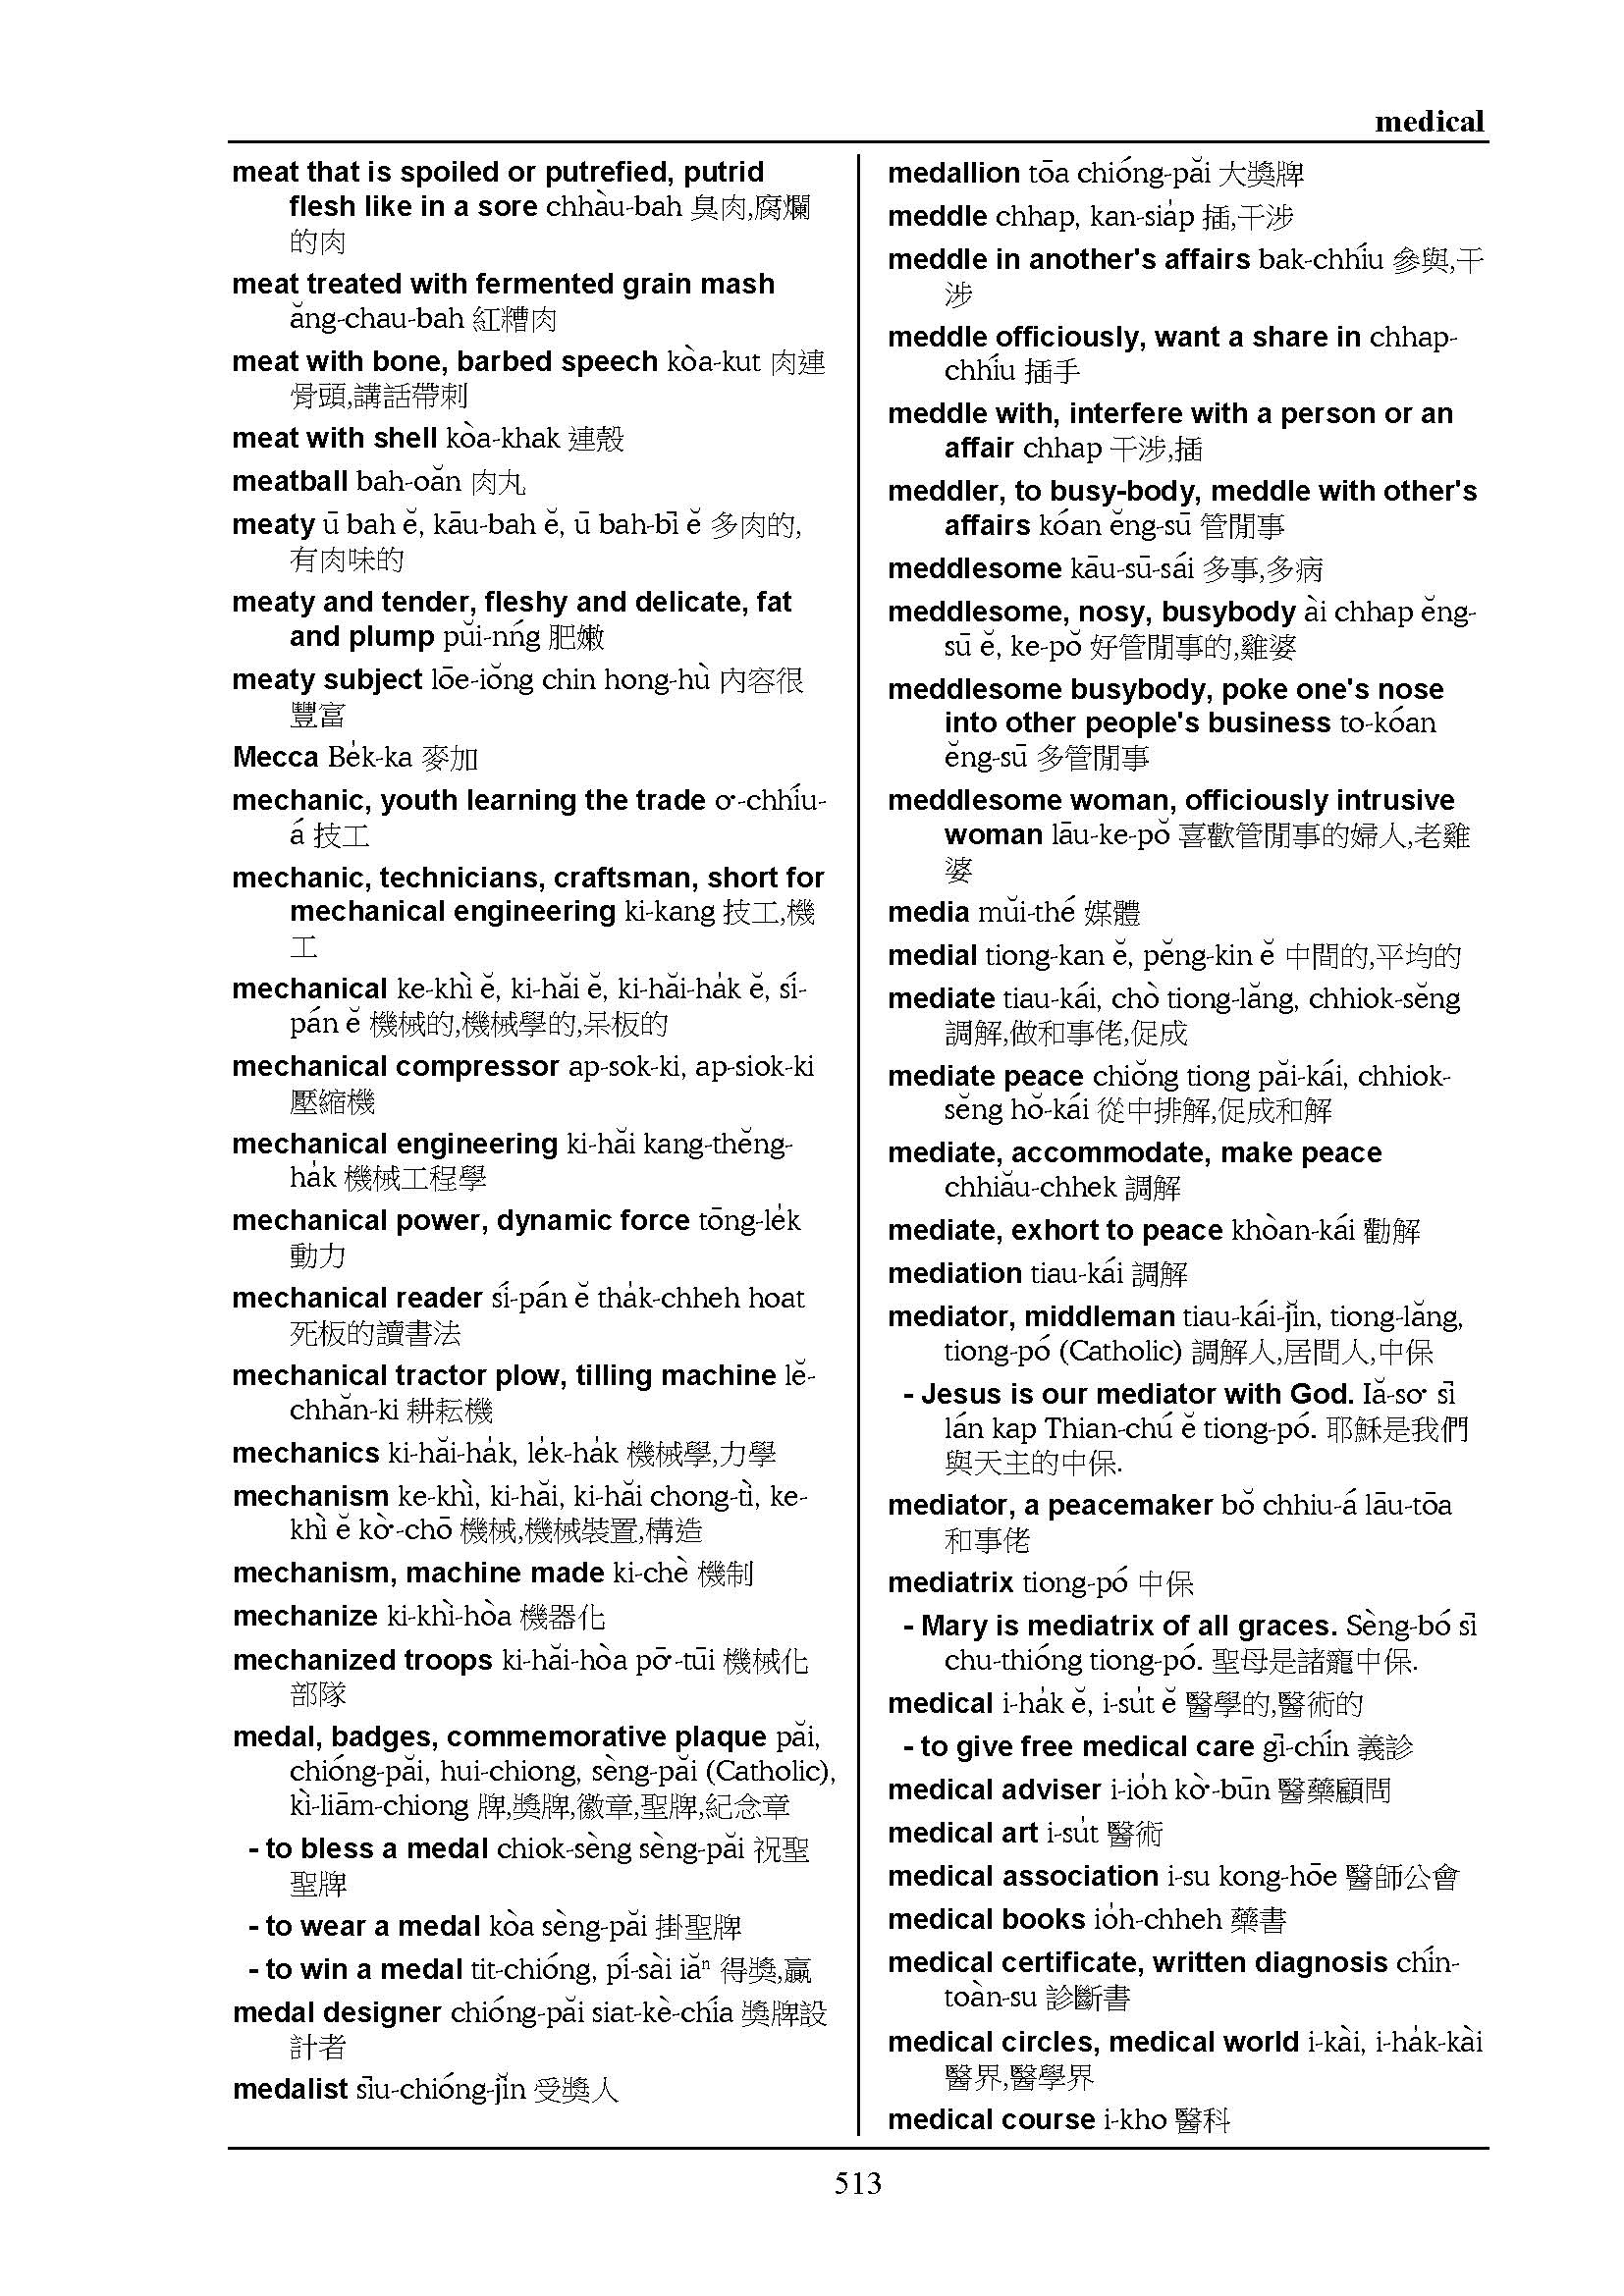 medical
meat that is spoiled or putrefied, putrid
flesh like in a sore chhàu-bah 臭肉,腐爛
的肉
meat treated with fermented grain mash
ăng-chau-bah 紅糟肉
meat with bone, barbed speech kòa-kut 肉連
骨頭,講話帶刺
meat with shell kòa-khak 連殼
meatball bah-oăn 肉丸
meaty ū bah ĕ, kāu-bah ĕ, ū bah-bī ĕ 多肉的,
有肉味的
meaty and tender, fleshy and delicate, fat
and plump pŭi-nńg 肥嫩
meaty subject lōe-iŏng chin hong-hù 內容很
豐富
Mecca Be̍k-ka 麥加
mechanic, youth learning the trade o͘-chhíu-
á 技工
mechanic, technicians, craftsman, short for
mechanical engineering ki-kang 技工,機
工
mechanical ke-khì ĕ, ki-hăi ĕ, ki-hăi-ha̍k ĕ, sí-
pán ĕ 機械的,機械學的,呆板的
mechanical compressor ap-sok-ki, ap-siok-ki
壓縮機
mechanical engineering ki-hăi kang-thĕng-
ha̍k 機械工程學
mechanical power, dynamic force tōng-le̍k
動力
mechanical reader sí-pán ĕ tha̍k-chheh hoat
死板的讀書法
mechanical tractor plow, tilling machine lĕ-
chhăn-ki 耕耘機
mechanics ki-hăi-ha̍k, le̍k-ha̍k 機械學,力學
mechanism ke-khì, ki-hăi, ki-hăi chong-tì, ke-
khì ĕ kò͘-chō 機械,機械裝置,構造
mechanism, machine made ki-chè 機制
mechanize ki-khì-hòa 機器化
mechanized troops ki-hăi-hòa pō͘-tūi 機械化
部隊
medal, badges, commemorative plaque păi,
chióng-păi, hui-chiong, sèng-păi (Catholic),
kì-liām-chiong 牌,獎牌,徽章,聖牌,紀念章
- to bless a medal chiok-sèng sèng-păi 祝聖
聖牌
- to wear a medal kòa sèng-păi 掛聖牌
- to win a medal tit-chióng, pí-sài iăⁿ 得獎,贏
medal designer chióng-păi siat-kè-chía 獎牌設
計者
medalist sīu-chióng-jĭn 受獎人
medallion tōa chióng-păi 大獎牌
meddle chhap, kan-sia̍p 插,干涉
meddle in another's affairs bak-chhíu 參與,干
涉
meddle officiously, want a share in chhap-
chhíu 插手
meddle with, interfere with a person or an
affair chhap 干涉,插
meddler, to busy-body, meddle with other's
affairs kóan ĕng-sū 管閒事
meddlesome kāu-sū-sái 多事,多病
meddlesome, nosy, busybody ài chhap ĕng-
sū ĕ, ke-pŏ 好管閒事的,雞婆
meddlesome busybody, poke one's nose
into other people's business to-kóan
ĕng-sū 多管閒事
meddlesome woman, officiously intrusive
woman lāu-ke-pŏ 喜歡管閒事的婦人,老雞
婆
media mŭi-thé 媒體
medial tiong-kan ĕ, pĕng-kin ĕ 中間的,平均的
mediate tiau-kái, chò tiong-lăng, chhiok-sĕng
調解,做和事佬,促成
mediate peace chiŏng tiong păi-kái, chhiok-
sĕng hŏ-kái 從中排解,促成和解
mediate, accommodate, make peace
chhiău-chhek 調解
mediate, exhort to peace khòan-kái 勸解
mediation tiau-kái 調解
mediator, middleman tiau-kái-jĭn, tiong-lăng,
tiong-pó (Catholic) 調解人,居間人,中保
- Jesus is our mediator with God. Iă-so͘ sī
lán kap Thian-chú ĕ tiong-pó. 耶穌是我們
與天主的中保.
mediator, a peacemaker bŏ chhiu-á lāu-tōa
和事佬
mediatrix tiong-pó 中保
- Mary is mediatrix of all graces. Sèng-bó sī
chu-thióng tiong-pó. 聖母是諸寵中保.
medical i-ha̍k ĕ, i-su̍t ĕ 醫學的,醫術的
- to give free medical care gī-chín 義診
medical adviser i-io̍h kò͘-būn 醫藥顧問
medical art i-su̍t 醫術
medical association i-su kong-hōe 醫師公會
medical books io̍h-chheh 藥書
medical certificate, written diagnosis chín-
toàn-su 診斷書
medical circles, medical world i-kài, i-ha̍k-kài
醫界,醫學界
medical course i-kho 醫科
513